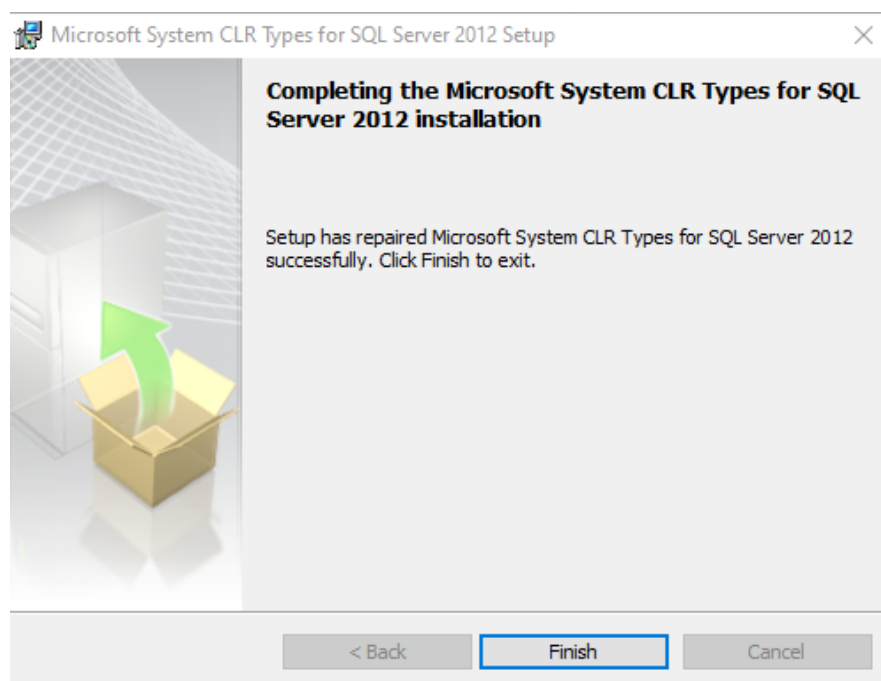 Microsoft System CLR Types for SQL Server 2012 Setup
Completing the Microsoft System CLR Types for SQL
Server 2012 installation
Setup has repaired Microsoft System CLR Types for SQL Server 2012
successfully. Click Finish to exit.
< Back
Finish
Cancel